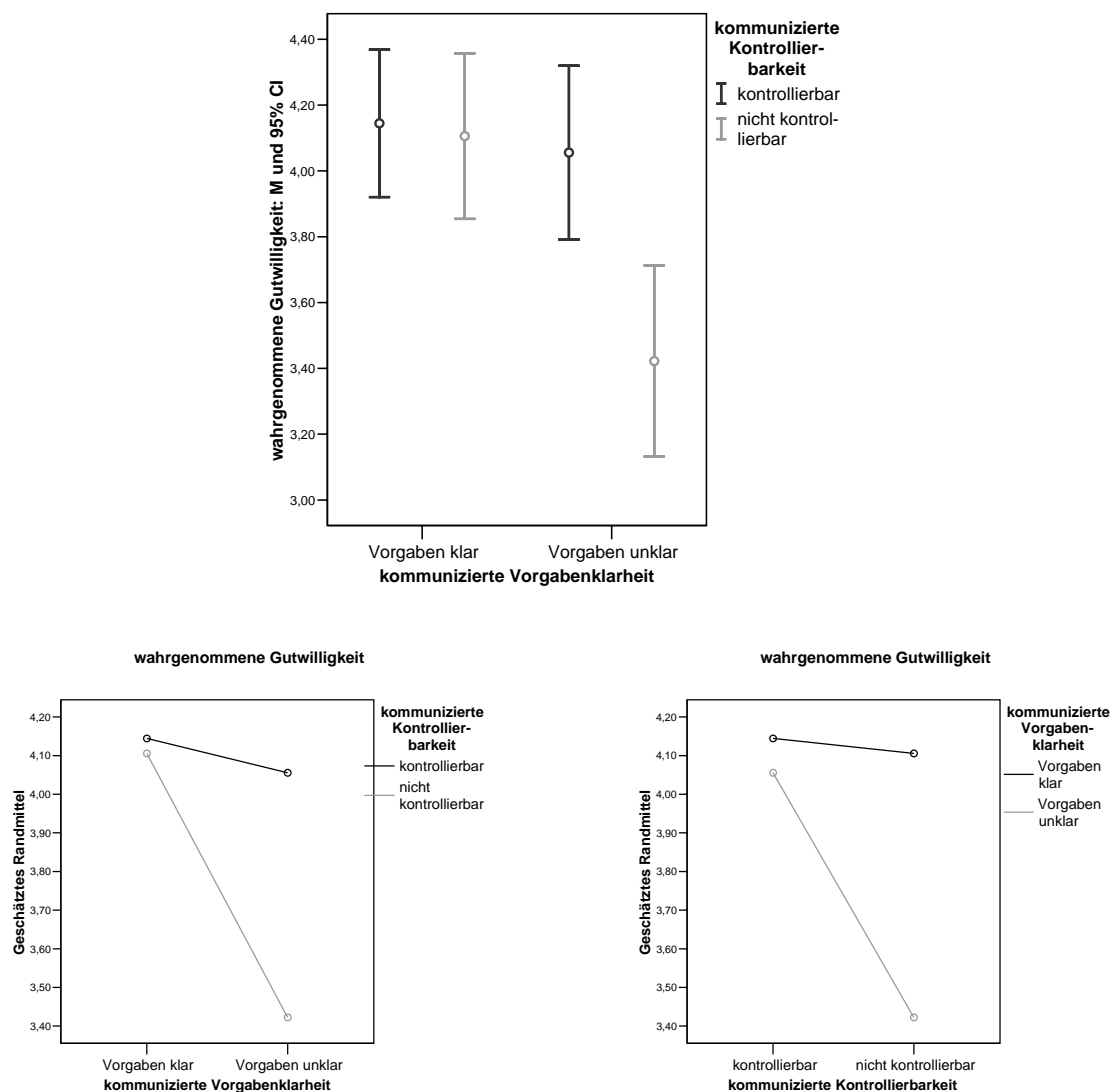 kommunizierte
Kontrollier-
barkeit
kontrollierbar
nicht kontrol-
lierbar
wahrgenommene Gutwilligkeit: M und 95% CI
4,40
4,20
4,00
3,80
3,60
3,40
3,20
3,00
Vorgaben klar
Vorgaben unklar
kommunizierte Vorgabenklarheit
wahrgenommene Gutwilligkeit
Geschätztes Randmittel
4,20
4,10
4,00
3,90
3,80
3,70
3,60
3,50
3,40
kommunizierte
Kontrollier-
barkeit
kontrollierbar
nicht
kontrollierbar
Vorgaben klar
Vorgaben unklar
kommunizierte Vorgabenklarheit
wahrgenommene Gutwilligkeit
Geschätztes Randmittel
4,20
4,10
4,00
3,90
3,80
3,70
3,60
3,50
3,40
kommunizierte
Vorgaben-
klarheit
Vorgaben
klar
Vorgaben
unklar
kontrollierbar
nicht kontrollierbar
kommunizierte Kontrollierbarkeit